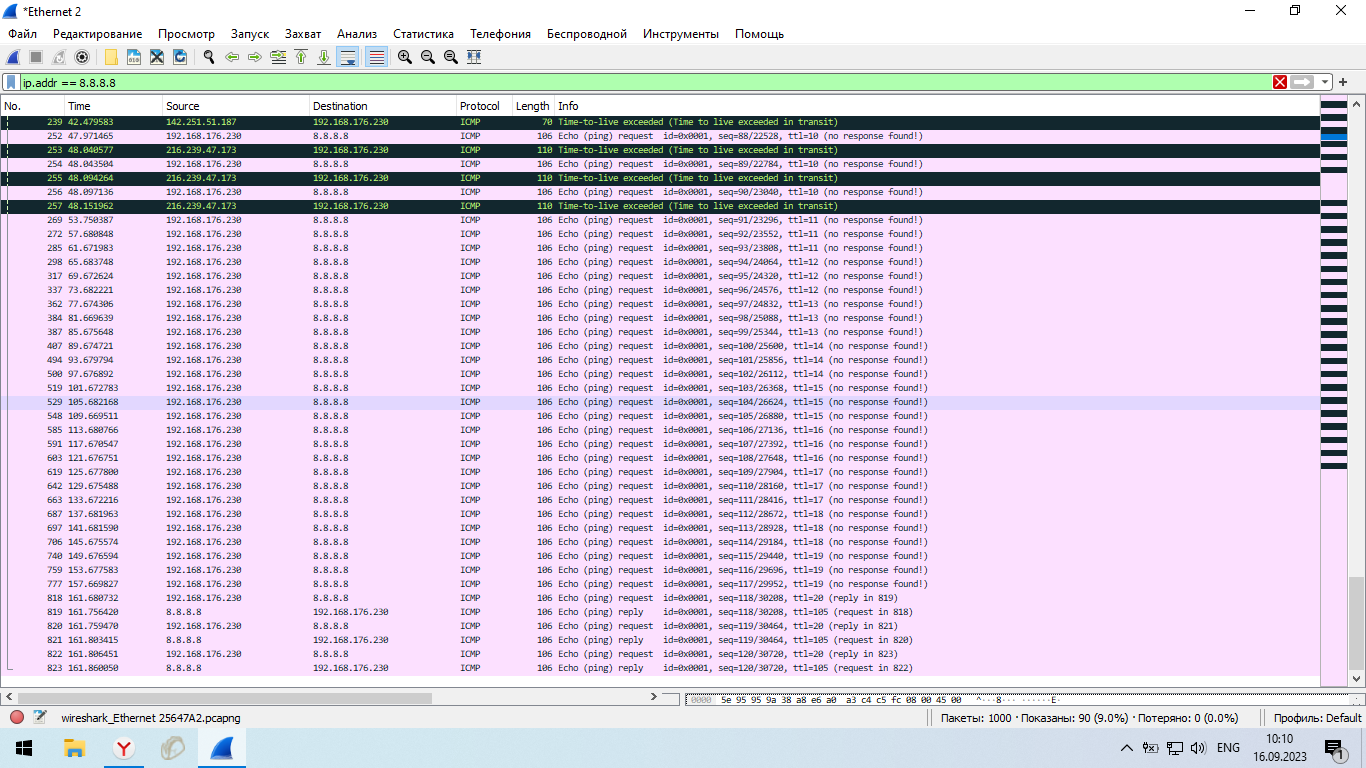 *Ethernet 2
Файл Редактирование Просмотр Запуск Захват Анализ Статистика Телефония Беспроводной Инструменты Помощь
ip.addr == 8.8.8.8
No. Time Source Destination Protocol Length Info
239 42.479583 142.251.51.187 192.168.176.230 ICMP 70 Time-to-live exceeded (Time to live exceeded in transit)
252 47.971465 192.168.176.230 8.8.8.8 ICMP 106 Echo (ping) request id=0x0001, seq=88/22528, ttl=10 (no response found!)
253 48.040577 216.239.47.173 192.168.176.230 ICMP 110 Time-to-live exceeded (Time to live exceeded in transit)
254 48.043504 192.168.176.230 8.8.8.8 ICMP 106 Echo (ping) request id=0x0001, seq=89/22784, ttl=10 (no response found!)
255 48.094264 216.239.47.173 192.168.176.230 ICMP 110 Time-to-live exceeded (Time to live exceeded in transit)
256 48.097136 192.168.176.230 8.8.8.8 ICMP 106 Echo (ping) request id=0x0001, seq=90/23040, ttl=10 (no response found!)
257 48.151962 216.239.47.173 192.168.176.230 ICMP 110 Time-to-live exceeded (Time to live exceeded in transit)
269 53.750387 192.168.176.230 8.8.8.8 ICMP 106 Echo (ping) request id=0x0001, seq=91/23296, ttl=11 (no response found!)
272 57.680848 192.168.176.230 8.8.8.8 ICMP 106 Echo (ping) request id=0x0001, seq=92/23552, ttl=11 (no response found!)
285 61.671983 192.168.176.230 8.8.8.8 ICMP 106 Echo (ping) request id=0x0001, seq=93/23808, ttl=11 (no response found!)
298 65.683748 192.168.176.230 8.8.8.8 ICMP 106 Echo (ping) request id=0x0001, seq=94/24064, ttl=12 (no response found!)
317 69.672624 192.168.176.230 8.8.8.8 ICMP 106 Echo (ping) request id=0x0001, seq=95/24320, ttl=12 (no response found!)
337 73.682221 192.168.176.230 8.8.8.8 ICMP 106 Echo (ping) request id=0x0001, seq=96/24576, ttl=12 (no response found!)
362 77.674306 192.168.176.230 8.8.8.8 ICMP 106 Echo (ping) request id=0x0001, seq=97/24832, ttl=13 (no response found!)
384 81.669639 192.168.176.230 8.8.8.8 ICMP 106 Echo (ping) request id=0x0001, seq=98/25088, ttl=13 (no response found!)
387 85.675648 192.168.176.230 8.8.8.8 ICMP 106 Echo (ping) request id=0x0001, seq=99/25344, ttl=13 (no response found!)
407 89.674721 192.168.176.230 8.8.8.8 ICMP 106 Echo (ping) request id=0x0001, seq=100/25600, ttl=14 (no response found!)
494 93.679794 192.168.176.230 8.8.8.8 ICMP 106 Echo (ping) request id=0x0001, seq=101/25856, ttl=14 (no response found!)
500 97.676892 192.168.176.230 8.8.8.8 ICMP 106 Echo (ping) request id=0x0001, seq=102/26112, ttl=14 (no response found!)
519 101.672783 192.168.176.230 8.8.8.8 ICMP 106 Echo (ping) request id=0x0001, seq=103/26368, ttl=15 (no response found!)
529 105.682168 192.168.176.230 8.8.8.8 ICMP 106 Echo (ping) request id=0x0001, seq=104/26624, ttl=15 (no response found!)
548 109.669511 192.168.176.230 8.8.8.8 ICMP 106 Echo (ping) request id=0x0001, seq=105/26880, ttl=15 (no response found!)
585 113.680766 192.168.176.230 8.8.8.8 ICMP 106 Echo (ping) request id=0x0001, seq=106/27136, ttl=16 (no response found!)
591 117.670547 192.168.176.230 8.8.8.8 ICMP 106 Echo (ping) request id=0x0001, seq=107/27392, ttl=16 (no response found!)
603 121.676751 192.168.176.230 8.8.8.8 ICMP 106 Echo (ping) request id=0x0001, seq=108/27648, ttl=16 (no response found!)
619 125.677800 192.168.176.230 8.8.8.8 ICMP 106 Echo (ping) request id=0x0001, seq=109/27904, ttl=17 (no response found!)
642 129.675488 192.168.176.230 8.8.8.8 ICMP 106 Echo (ping) request id=0x0001, seq=110/28160, ttl=17 (no response found!)
663 133.672216 192.168.176.230 8.8.8.8 ICMP 106 Echo (ping) request id=0x0001, seq=111/28416, ttl=17 (no response found!)
687 137.681963 192.168.176.230 8.8.8.8 ICMP 106 Echo (ping) request id=0x0001, seq=112/28672, ttl=18 (no response found!)
697 141.681590 192.168.176.230 8.8.8.8 ICMP 106 Echo (ping) request id=0x0001, seq=113/28928, ttl=18 (no response found!)
706 145.675574 192.168.176.230 8.8.8.8 ICMP 106 Echo (ping) request id=0x0001, seq=114/29184, ttl=18 (no response found!)
740 149.676594 192.168.176.230 8.8.8.8 ICMP 106 Echo (ping) request id=0x0001, seq=115/29440, ttl=19 (no response found!)
759 153.677583 192.168.176.230 8.8.8.8 ICMP 106 Echo (ping) request id=0x0001, seq=116/29696, ttl=19 (no response found!)
777 157.669827 192.168.176.230 8.8.8.8 ICMP 106 Echo (ping) request id=0x0001, seq=117/29952, ttl=19 (no response found!)
818 161.680732 192.168.176.230 8.8.8.8 ICMP 106 Echo (ping) request id=0x0001, seq=118/30208, ttl=20 (reply in 819)
819 161.756420 8.8.8.8 192.168.176.230 ICMP 106 Echo (ping) reply id=0x0001, seq=118/30208, ttl=105 (request in 818)
820 161.759470 192.168.176.230 8.8.8.8 ICMP 106 Echo (ping) request id=0x0001, seq=119/30464, ttl=20 (reply in 821)
821 161.803415 8.8.8.8 192.168.176.230 ICMP 106 Echo (ping) reply id=0x0001, seq=119/30464, ttl=105 (request in 820)
822 161.806451 192.168.176.230 8.8.8.8 ICMP 106 Echo (ping) request id=0x0001, seq=120/30720, ttl=20 (reply in 823)
823 161.860050 8.8.8.8 192.168.176.230 ICMP 106 Echo (ping) reply id=0x0001, seq=120/30720, ttl=105 (request in 822)
0000 5e 95 95 9a 38 a8 e6 a0 a3 c4 c5 fc 08 00 45 00 ^···8··· ······E·
wireshark_Ethernet 25647A2.pcapng Пакеты: 1000 · Показаны: 90 (9.0%) · Потеряно: 0 (0.0%) Профиль: Default
ENG 10:10
16.09.2023
1